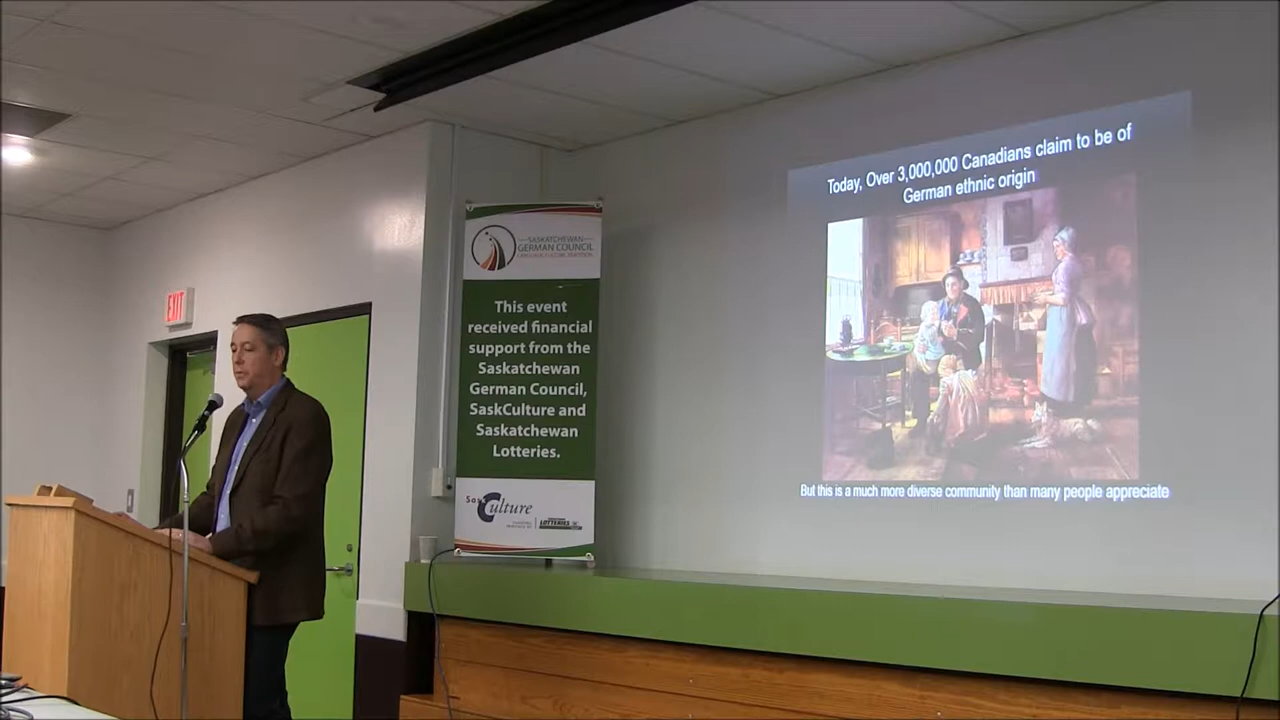 EXIT
SASKATCHEWAN
GERMAN COUNCIL
This event
received financial
support from the
Saskatchewan
German Council,
SaskCulture and
Saskatchewan
Lotteries.
Culture
LOTTERIES
Today, Over 3,000,000 Canadians claim to be of
German ethnic origin
But this is a much more diverse community than many people appreciate